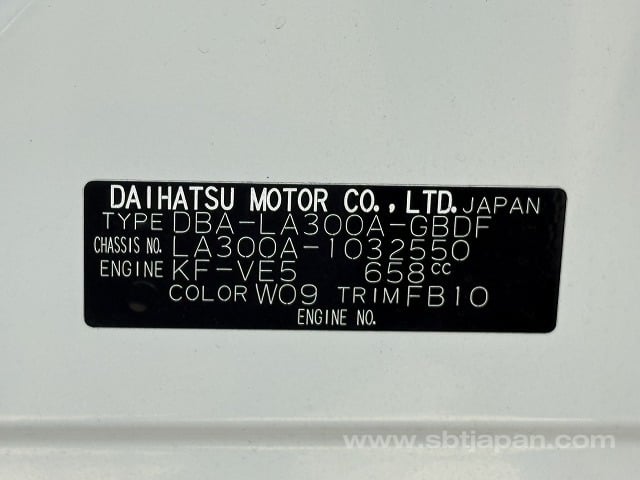 DAIHATSU MOTOR CO., LTD. JAPAN
TYPE DBA-LA300A-GBDF
CHASSIS NO. LA300A-1032550
ENGINE KF-VE5 658cc
COLOR W09 TRIM FB10
ENGINE NO.
www.sbtjapan.com